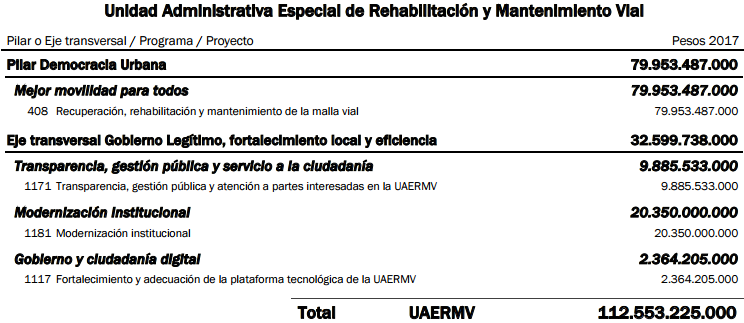 Unidad Administrativa Especial de Rehabilitación y Mantenimiento Vial
Pilar o Eje transversal / Programa / Proyecto Pesos 2017
Pilar Democracia Urbana 79.953.487.000
Mejor movilidad para todos 79.953.487.000
408 Recuperación, rehabilitación y mantenimiento de la malla vial 79.953.487.000
Eje transversal Gobierno Legítimo, fortalecimiento local y eficiencia 32.599.738.000
Transparencia, gestión pública y servicio a la ciudadanía 9.885.533.000
1171 Transparencia, gestión pública y atención a partes interesadas en la UAERMV 9.885.533.000
Modernización institucional 20.350.000.000
1181 Modernización institucional 20.350.000.000
Gobierno y ciudadanía digital 2.364.205.000
1117 Fortalecimiento y adecuación de la plataforma tecnológica de la UAERMV 2.364.205.000
Total UAERMV 112.553.225.000